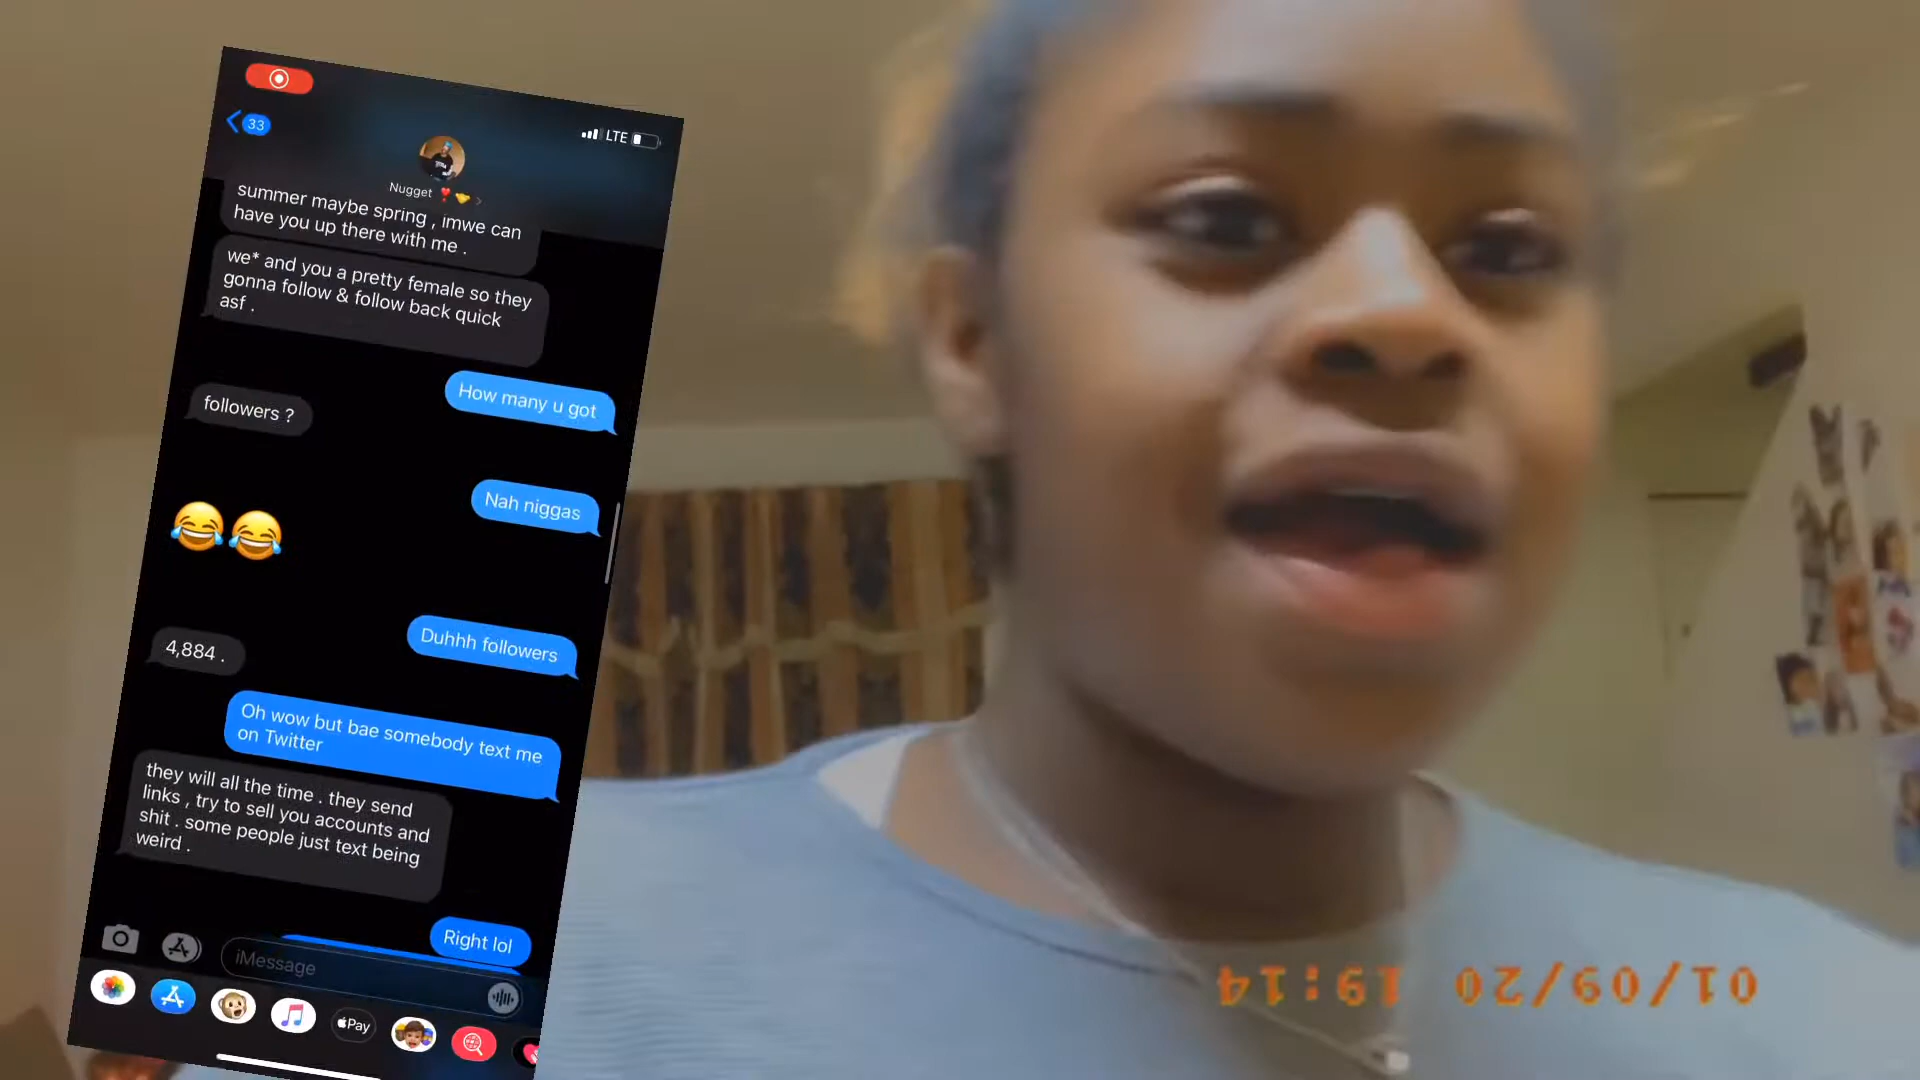 33
LTE
Nugget ❣️🤝 >
summer maybe spring , imwe can
have you up there with me .
we* and you a pretty female so they
gonna follow & follow back quick
asf .
How many u got
followers ?
Nah niggas
😂😂
Duhhh followers
4,884 .
Oh wow but bae somebody text me
on Twitter
they will all the time . they send
links , try to sell you accounts and
shit . some people just text being
weird .
Right lol
iMessage
Pay
01/09/20 19:14